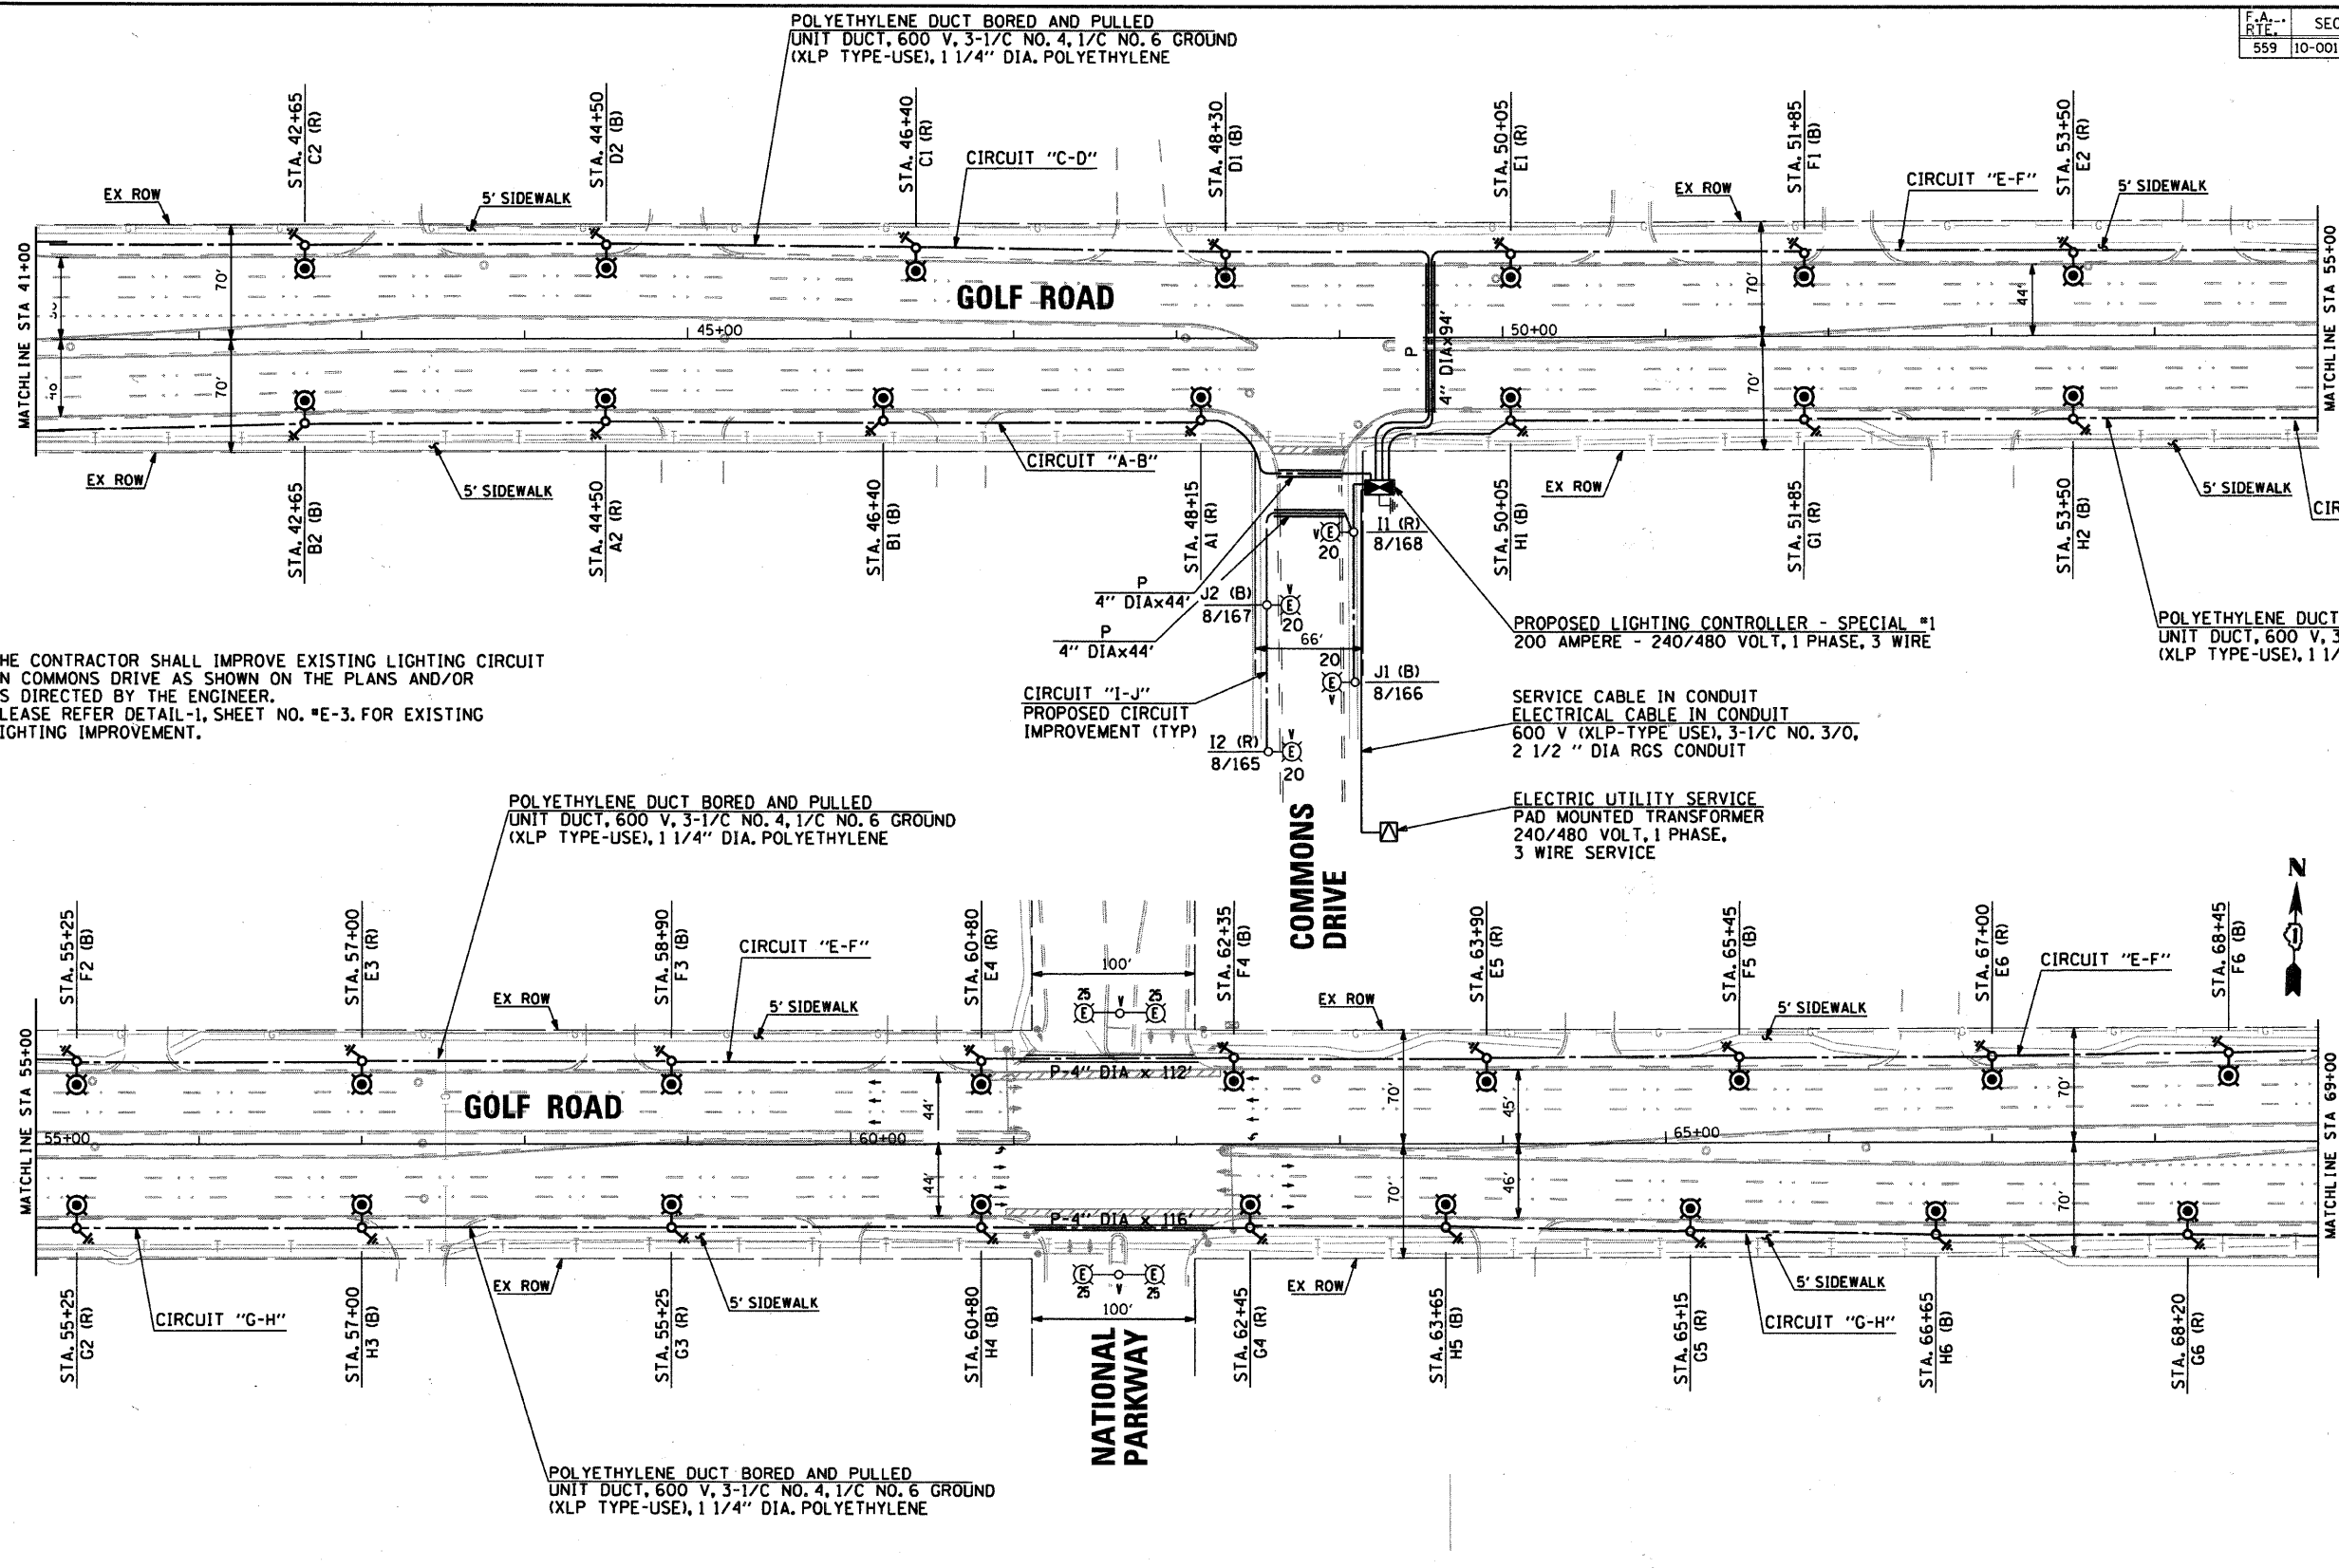 F.A. RTE. SEC
559 10-001
POLYETHYLENE DUCT BORED AND PULLED
UNIT DUCT, 600 V, 3-1/C NO. 4, 1/C NO. 6 GROUND
(XLP TYPE-USE), 1 1/4" DIA. POLYETHYLENE
STA. 42+65
C2 (R)
STA. 44+50
D2 (B)
STA. 46+40
C1 (R)
STA. 48+30
D1 (B)
STA. 50+05
E1 (R)
STA. 51+85
F1 (B)
STA. 53+50
E2 (R)
EX ROW
5' SIDEWALK
CIRCUIT "C-D"
EX ROW
CIRCUIT "E-F"
5' SIDEWALK
MATCHLINE STA 41+00
70'
70'
46'
GOLF ROAD
45+00
50+00
P
4" DIAx94'
70'
70'
44'
MATCHLINE STA 55+00
EX ROW
5' SIDEWALK
CIRCUIT "A-B"
EX ROW
5' SIDEWALK
CIR
STA. 42+65
B2 (B)
STA. 44+50
A2 (R)
STA. 46+40
B1 (B)
STA. 48+15
A1 (R)
STA. 50+05
H1 (B)
STA. 51+85
G1 (R)
STA. 53+50
H2 (B)
V E
20
I1 (R)
8/168
P
4" DIAx44'
J2 (B)
8/167
V
E
20
P
4" DIAx44'
66'
20
E
V
J1 (B)
8/166
CIRCUIT "I-J"
PROPOSED CIRCUIT
IMPROVEMENT (TYP)
I2 (R)
8/165
V
E
20
PROPOSED LIGHTING CONTROLLER - SPECIAL #1
200 AMPERE - 240/480 VOLT, 1 PHASE, 3 WIRE
POLYETHYLENE DUCT
UNIT DUCT, 600 V, 3
(XLP TYPE-USE), 1 1/
HE CONTRACTOR SHALL IMPROVE EXISTING LIGHTING CIRCUIT
N COMMONS DRIVE AS SHOWN ON THE PLANS AND/OR
S DIRECTED BY THE ENGINEER.
LEASE REFER DETAIL-1, SHEET NO. #E-3. FOR EXISTING
IGHTING IMPROVEMENT.
SERVICE CABLE IN CONDUIT
ELECTRICAL CABLE IN CONDUIT
600 V (XLP-TYPE USE), 3-1/C NO. 3/0,
2 1/2 " DIA RGS CONDUIT
ELECTRIC UTILITY SERVICE
PAD MOUNTED TRANSFORMER
240/480 VOLT, 1 PHASE,
3 WIRE SERVICE
COMMONS
DRIVE
N
POLYETHYLENE DUCT BORED AND PULLED
UNIT DUCT, 600 V, 3-1/C NO. 4, 1/C NO. 6 GROUND
(XLP TYPE-USE), 1 1/4" DIA. POLYETHYLENE
STA. 55+25
F2 (B)
STA. 57+00
E3 (R)
STA. 58+90
F3 (B)
STA. 60+80
E4 (R)
STA. 62+35
F4 (B)
STA. 63+90
E5 (R)
STA. 65+45
F5 (B)
STA. 67+00
E6 (R)
STA. 68+45
F6 (B)
CIRCUIT "E-F"
EX ROW
5' SIDEWALK
100'
25 V 25
E E
EX ROW
5' SIDEWALK
CIRCUIT "E-F"
MATCHLINE STA 55+00
GOLF ROAD
55+00
60+00
65+00
44'
44'
P-4" DIA x 112'
P-4" DIA x 116'
70'
70'
45'
46'
70'
70'
MATCHLINE STA 69+00
CIRCUIT "G-H"
EX ROW
5' SIDEWALK
E E
25 V 25
100'
EX ROW
5' SIDEWALK
CIRCUIT "G-H"
STA. 55+25
G2 (R)
STA. 57+00
H3 (B)
STA. 55+25
G3 (R)
STA. 60+80
H4 (B)
STA. 62+45
G4 (R)
STA. 63+65
H5 (B)
STA. 65+15
G5 (R)
STA. 66+65
H6 (B)
STA. 68+20
G6 (R)
NATIONAL
PARKWAY
POLYETHYLENE DUCT BORED AND PULLED
UNIT DUCT, 600 V, 3-1/C NO. 4, 1/C NO. 6 GROUND
(XLP TYPE-USE), 1 1/4" DIA. POLYETHYLENE